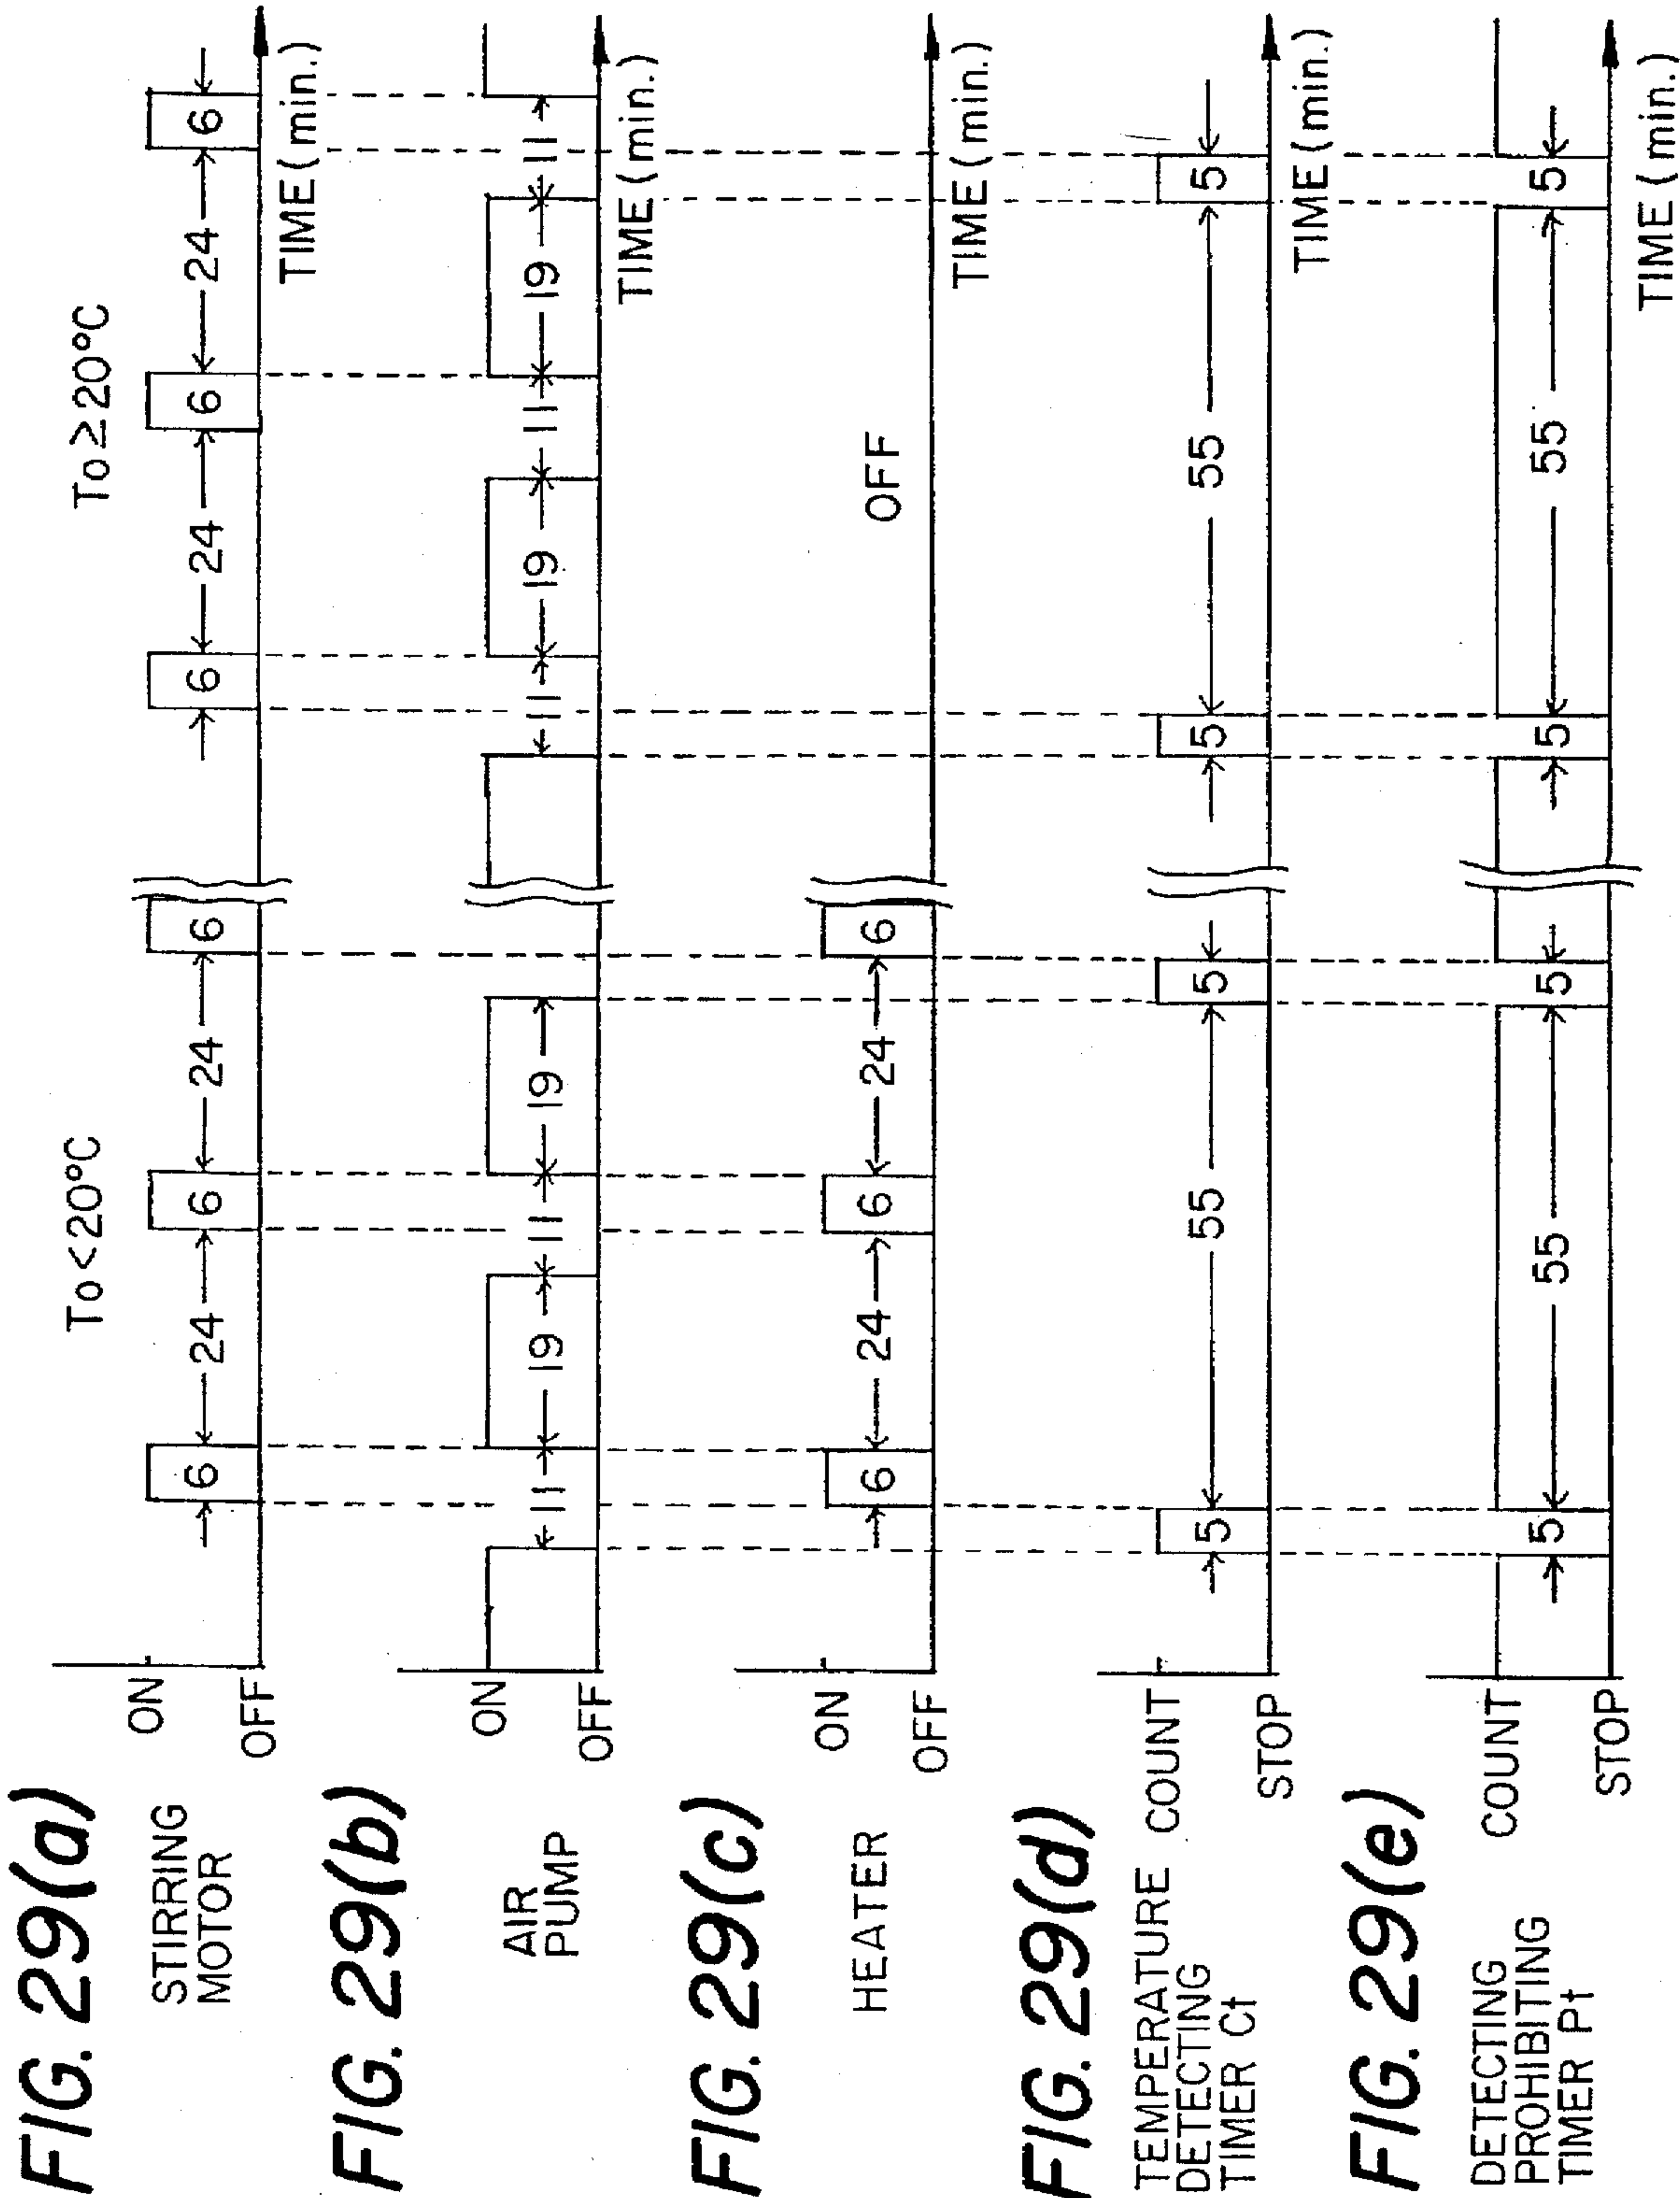 FIG. 29(a)
STIRRING
MOTOR
ON
OFF
To<20°C
To≥20°C
6 24 6 24 6 6 24 6 24 6
TIME (min.)
FIG. 29(b)
AIR
PUMP
ON
OFF
11 19 11 19 11 19 11 19 11
TIME (min.)
FIG. 29(c)
HEATER
ON
OFF
6 24 6 24 6 OFF
TIME (min.)
FIG. 29(d)
TEMPERATURE
DETECTING
TIMER Ct
COUNT
STOP
5 55 5 5 55 5
TIME (min.)
FIG. 29(e)
DETECTING
PROHIBITING
TIMER Pt
COUNT
STOP
5 55 5 5 55 5
TIME (min.)